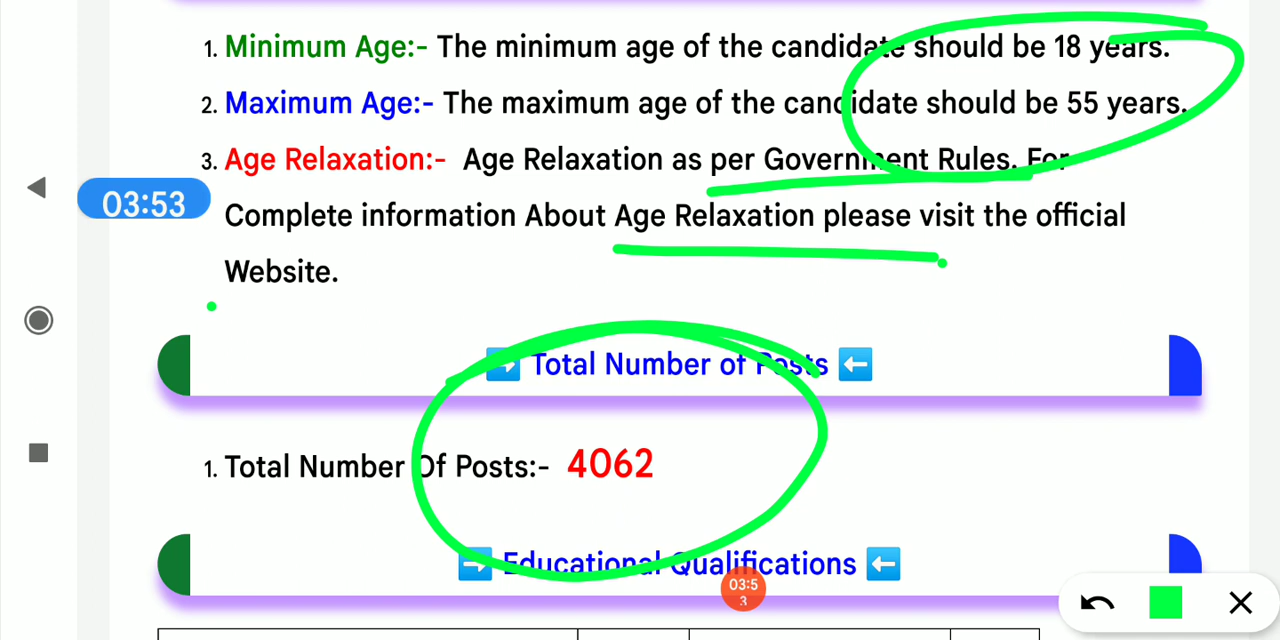 1. Minimum Age:- The minimum age of the candidate should be 18 years.
2. Maximum Age:- The maximum age of the candidate should be 55 years.
3. Age Relaxation:- Age Relaxation as per Government Rules. For
03:53
Complete information About Age Relaxation please visit the official
Website.
Total Number of Posts
1. Total Number Of Posts:- 4062
Educational Qualifications
03:5
3